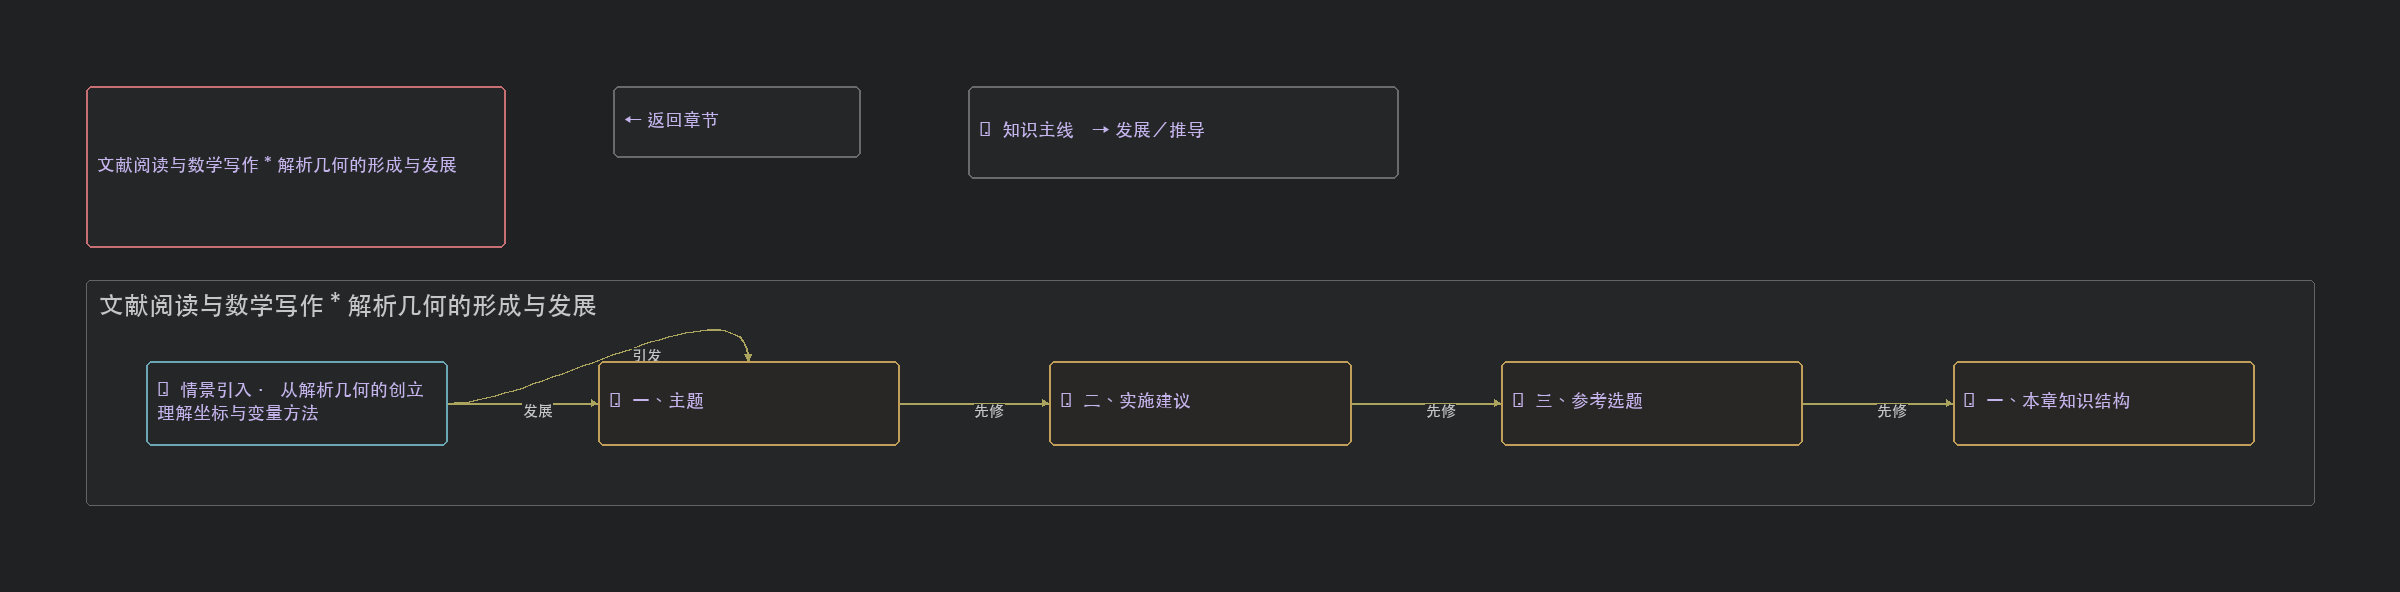 文献阅读与数学写作 * 解析几何的形成与发展
← 返回章节
知识主线 → 发展／推导
文献阅读与数学写作 * 解析几何的形成与发展
引发
情景引入 · 从解析几何的创立
理解坐标与变量方法
发展
一、主题
先修
二、实施建议
先修
三、参考选题
先修
一、本章知识结构